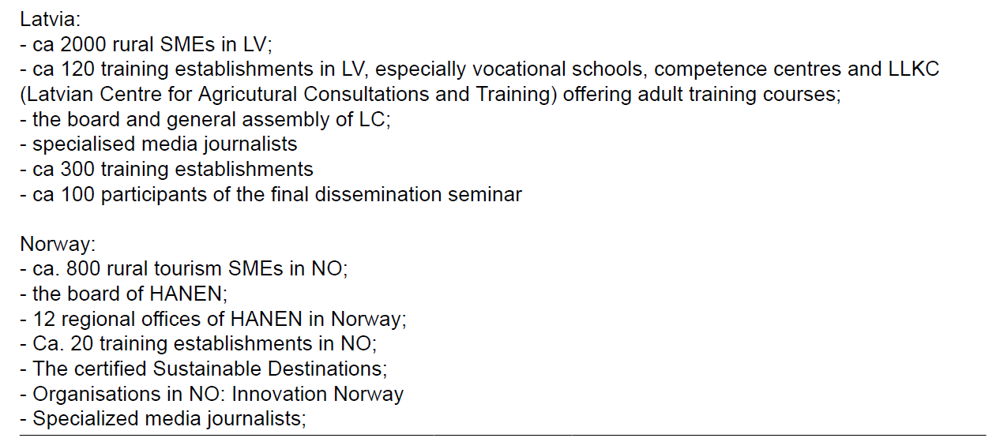 Latvia:
- ca 2000 rural SMEs in LV;
- ca 120 training establishments in LV, especially vocational schools, competence centres and LLKC
(Latvian Centre for Agricutural Consultations and Training) offering adult training courses;
- the board and general assembly of LC;
- specialised media journalists
- ca 300 training establishments
- ca 100 participants of the final dissemination seminar
Norway:
- ca. 800 rural tourism SMEs in NO;
- the board of HANEN;
- 12 regional offices of HANEN in Norway;
- Ca. 20 training establishments in NO;
- The certified Sustainable Destinations;
- Organisations in NO: Innovation Norway
- Specialized media journalists;